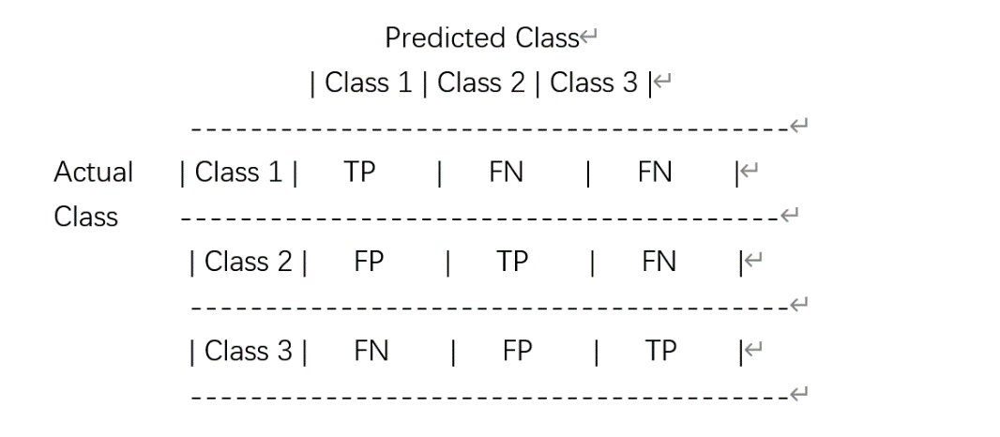 Predicted Class↵
| Class 1 | Class 2 | Class 3 |↵
----------------------------------------↵
Actual | Class 1 | TP | FN | FN |↵
Class ----------------------------------------↵
| Class 2 | FP | TP | FN |↵
----------------------------------------↵
| Class 3 | FN | FP | TP |↵
----------------------------------------↵